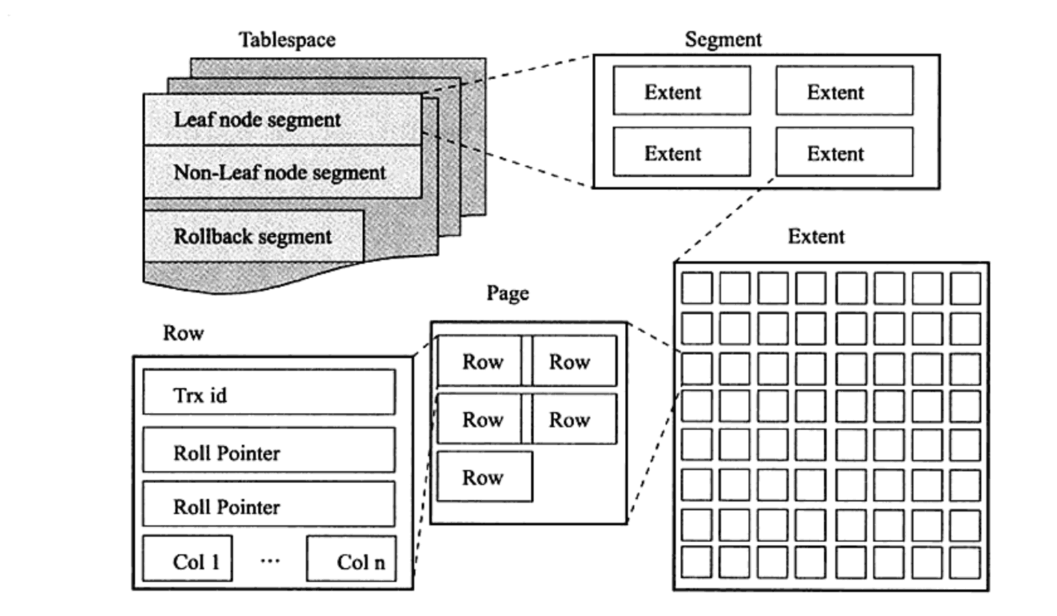 Tablespace
Segment
Leaf node segment
Non-Leaf node segment
Rollback segment
Extent
Extent
Extent
Extent
Extent
Page
Row
Row
Row
Row
Row
Row
Trx id
Roll Pointer
Roll Pointer
Col 1 ... Col n